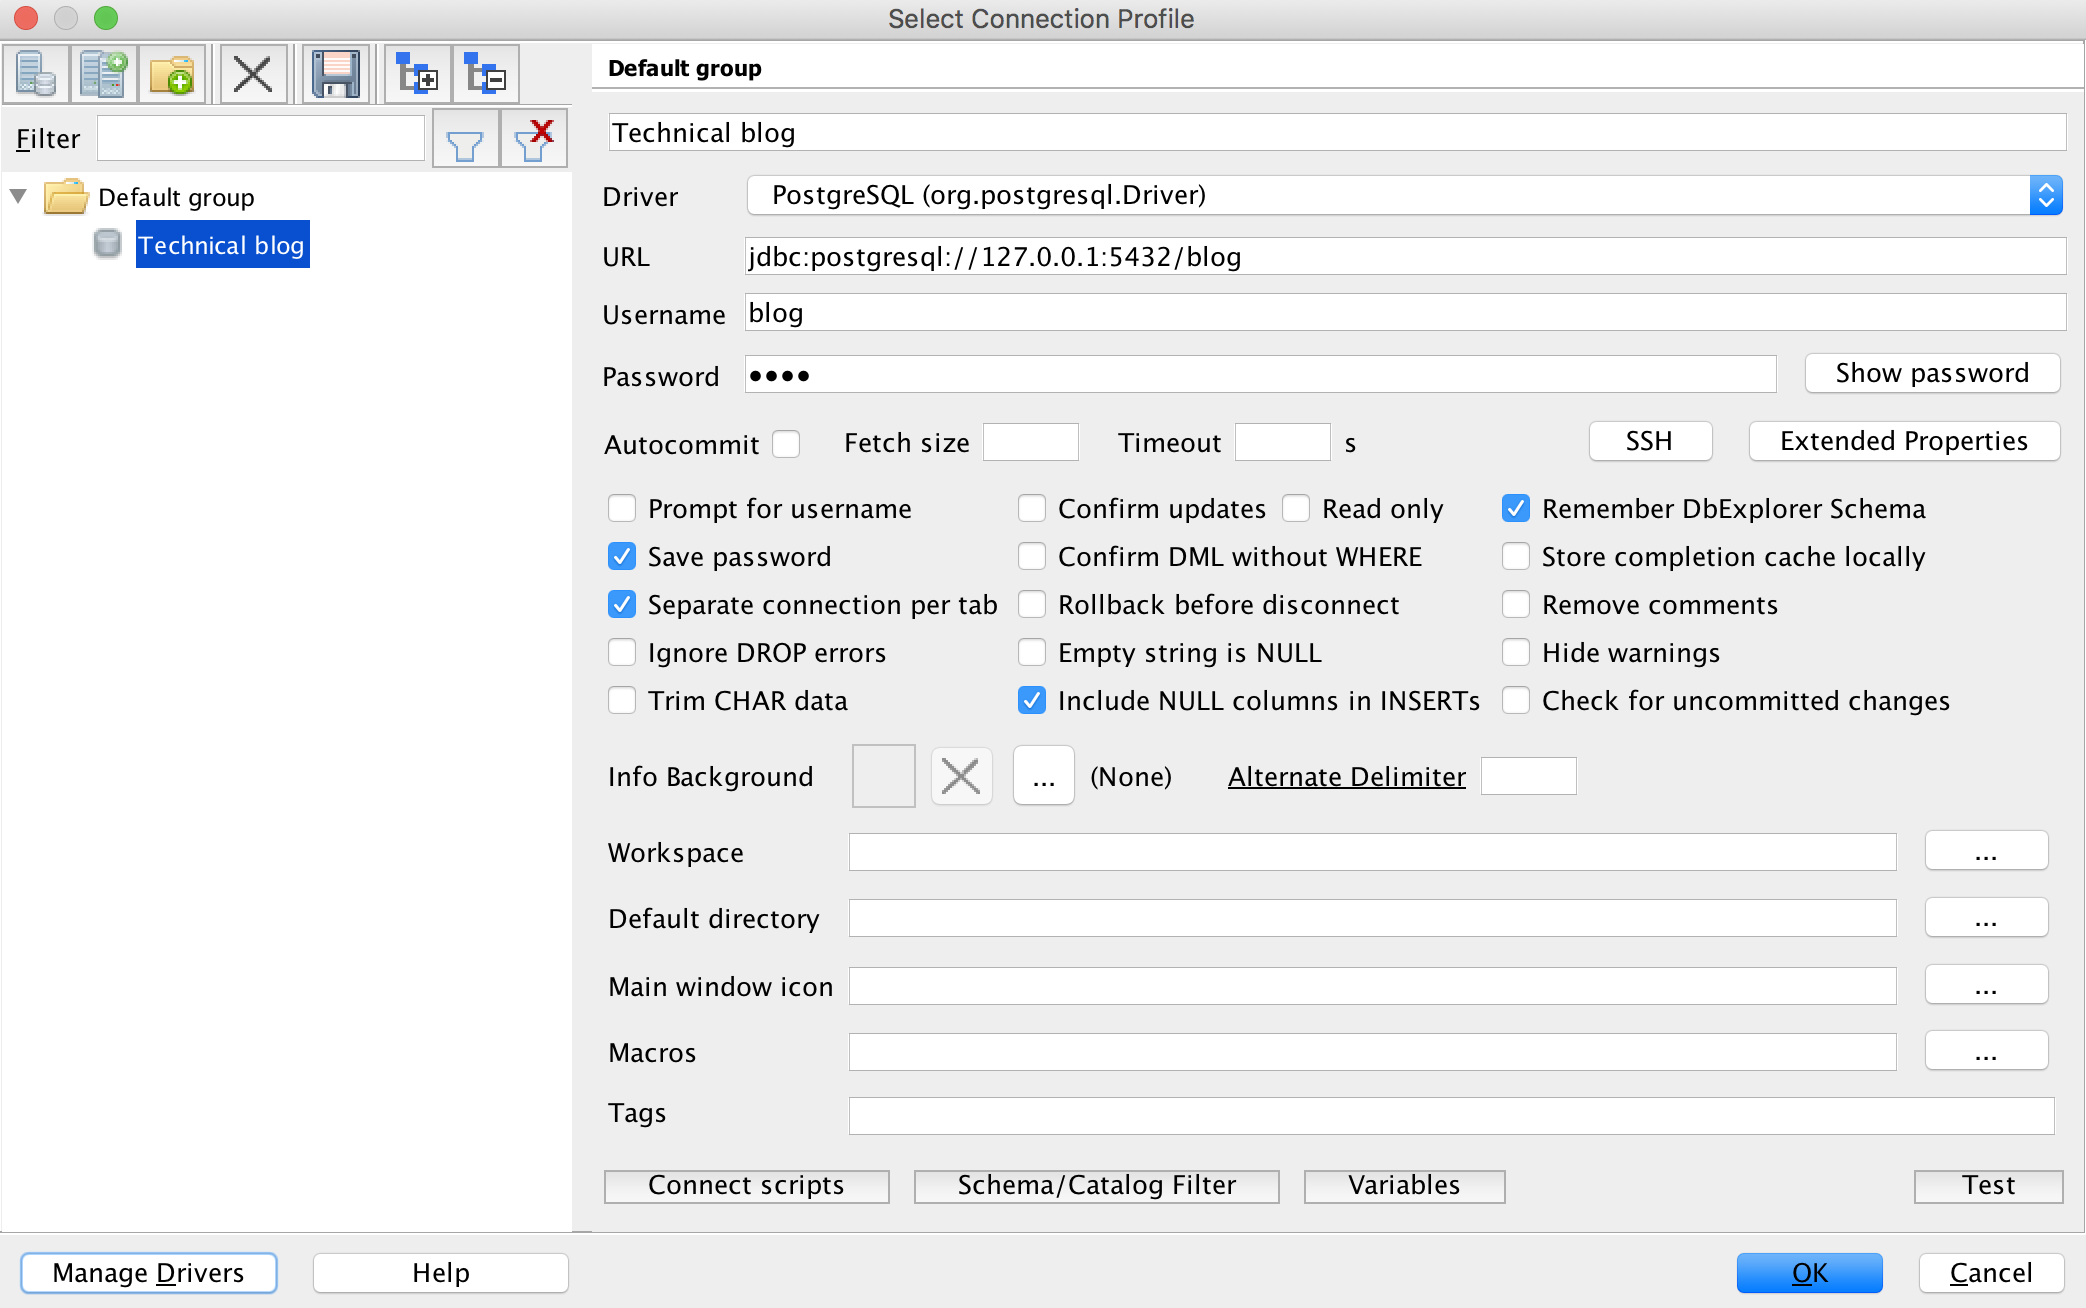 Select Connection Profile
Default group
Filter
Default group
Technical blog
Technical blog
Driver PostgreSQL (org.postgresql.Driver)
URL jdbc:postgresql://127.0.0.1:5432/blog
Username blog
Password •••• Show password
Autocommit Fetch size Timeout s SSH Extended Properties
Prompt for username Confirm updates Read only Remember DbExplorer Schema
Save password Confirm DML without WHERE Store completion cache locally
Separate connection per tab Rollback before disconnect Remove comments
Ignore DROP errors Empty string is NULL Hide warnings
Trim CHAR data Include NULL columns in INSERTs Check for uncommitted changes
Info Background ... (None) Alternate Delimiter
Workspace ...
Default directory ...
Main window icon ...
Macros ...
Tags
Connect scripts Schema/Catalog Filter Variables Test
Manage Drivers Help OK Cancel